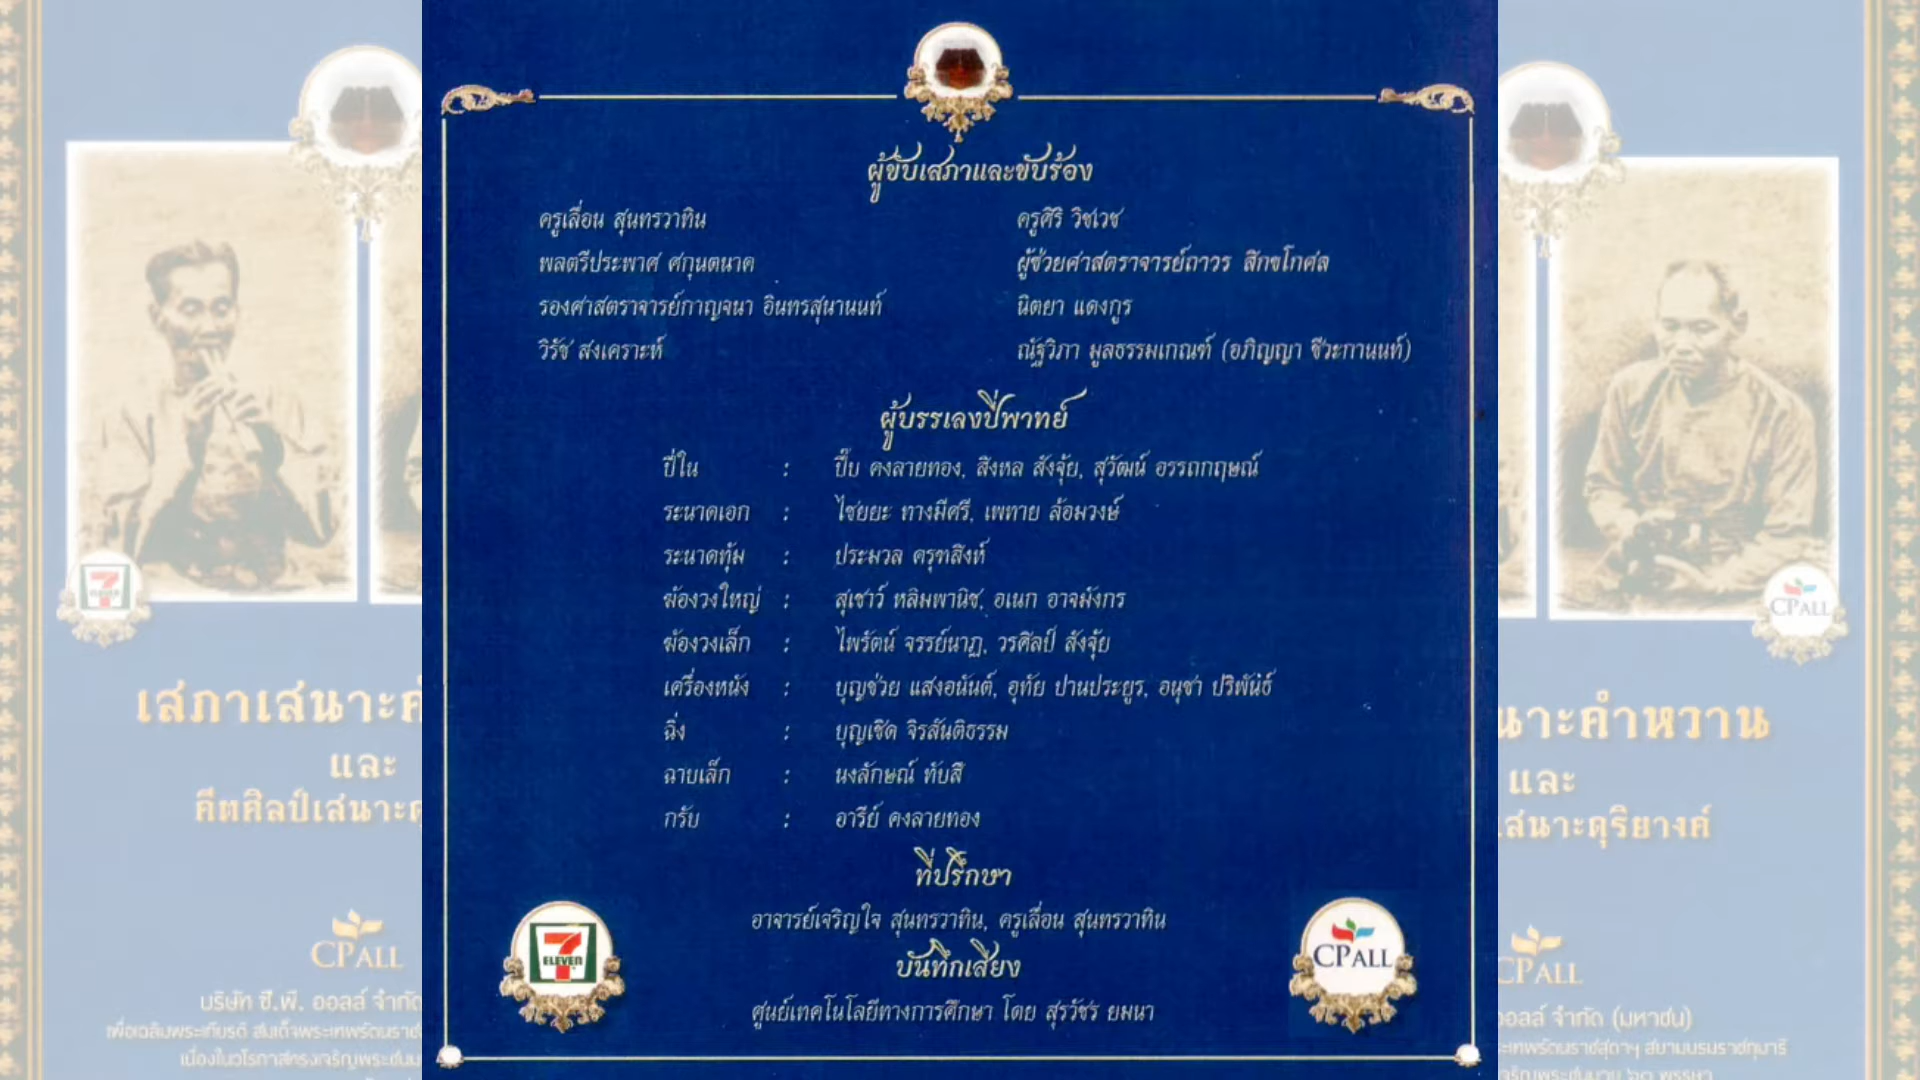 ผู้ขับเสภาและขับร้อง
ครูเลื่อน สุนทรวาทิน
ครูศิริ วิชเวช
พลตรีประพาศ ศกุนตนาค
ผู้ช่วยศาสตราจารย์ถาวร สิกขโกศล
รองศาสตราจารย์กาญจนา อินทรสุนานนท์
นิตยา แดงกูร
วิรัช สงเคราะห์
ณัฐวิภา มูลธรรมเกณฑ์ (อภิญญา ชีวะกานนท์)
ผู้บรรเลงปี่พาทย์
ปี่ใน : ปี๊บ คงลายทอง, สิงหล สังจุ้ย, สุวัฒน์ อรรถกฤษณ์
ระนาดเอก : ไชยยะ ทางมีศรี, เพทาย ล้อมวงษ์
ระนาดทุ้ม : ประมวล ครุฑสิงห์
ฆ้องวงใหญ่ : สุเชาว์ หลิมพานิช, อเนก อาจมังกร
ฆ้องวงเล็ก : ไพรัตน์ จรรย์นาฏ, วรศิลป์ สังจุ้ย
เครื่องหนัง : บุญช่วย แสงอนันต์, อุทัย ปานประยูร, อนุชา บริพันธ์
ฉิ่ง : บุญเชิด จิรสันติธรรม
ฉาบเล็ก : นงลักษณ์ ทับสี
กรับ : อารีย์ คงลายทอง
ที่ปรึกษา
อาจารย์เจริญใจ สุนทรวาทิน, ครูเลื่อน สุนทรวาทิน
บันทึกเสียง
ศูนย์เทคโนโลยีทางการศึกษา โดย สุรวัชร ยมนา
7
ELEVEN
CPALL
เสภาเสนาะคำ
และ
คีตศิลป์เสนาะดุ
CPALL
บริษัท ซี.พี. ออลล์ จำกัด
7
ELEVEN
CPALL
นาะคำหวาน
และ
เสนาะดุริยางค์
CPALL
ออลล์ จำกัด (มหาชน)